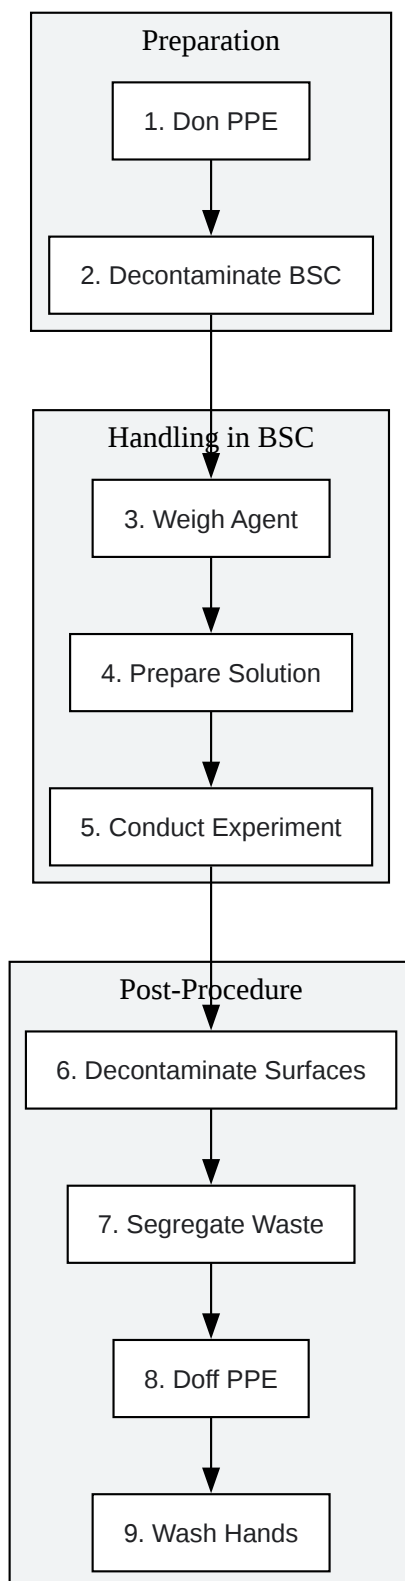 Preparation
1. Don PPE
2. Decontaminate BSC
Handling in BSC
3. Weigh Agent
4. Prepare Solution
5. Conduct Experiment
Post-Procedure
6. Decontaminate Surfaces
7. Segregate Waste
8. Doff PPE
9. Wash Hands